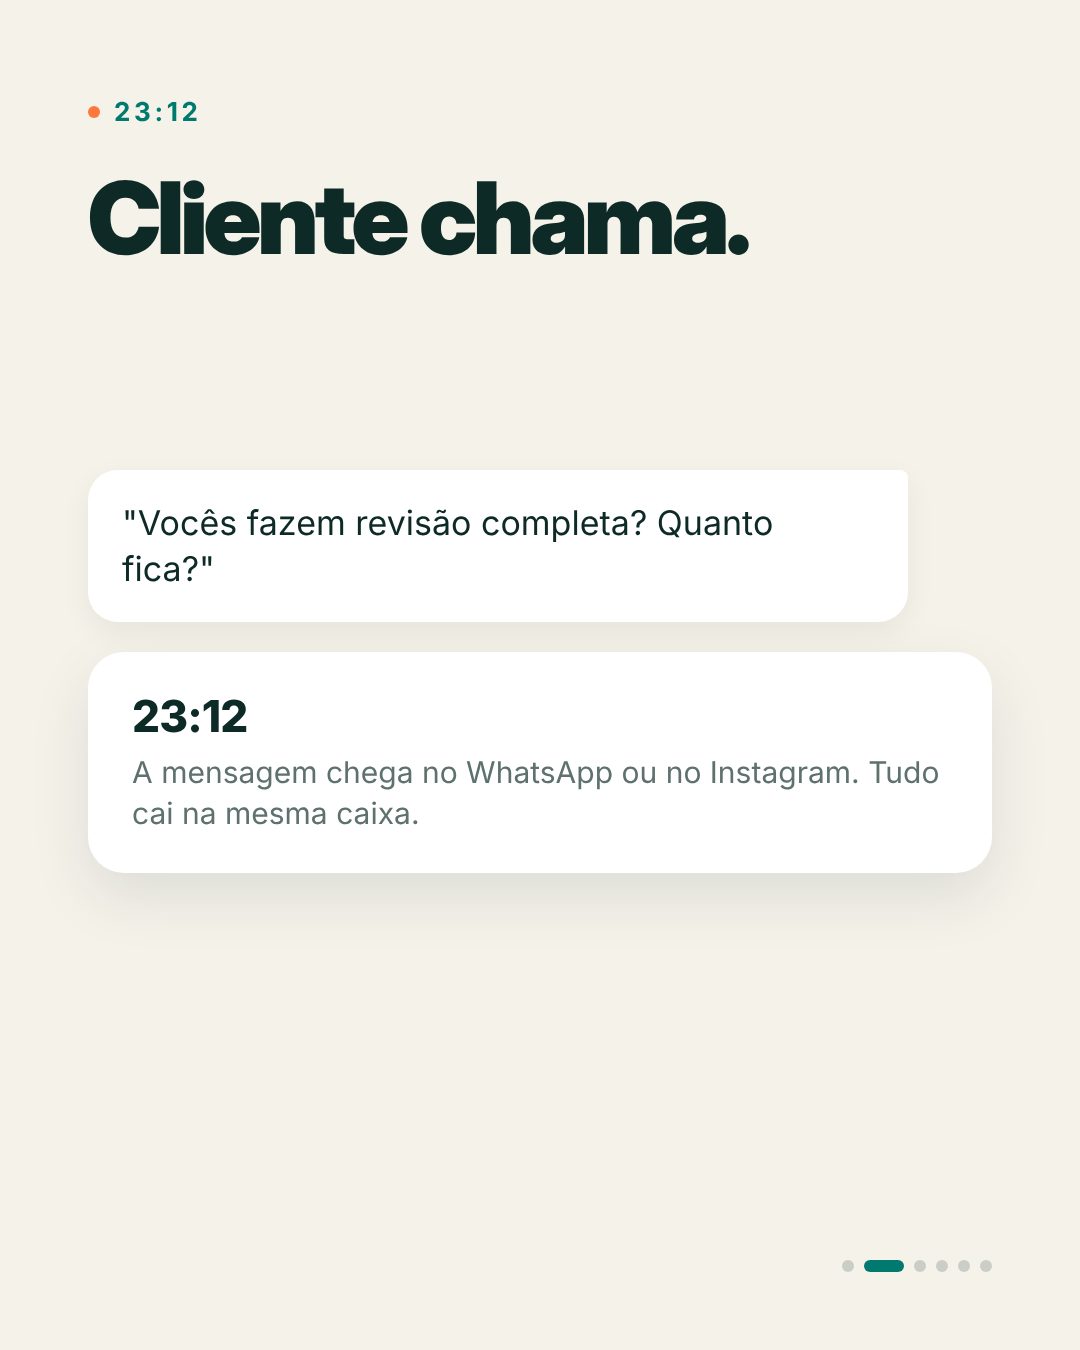 23:12
Cliente chama.
"Vocês fazem revisão completa? Quanto
fica?"
23:12
A mensagem chega no WhatsApp ou no Instagram. Tudo
cai na mesma caixa.